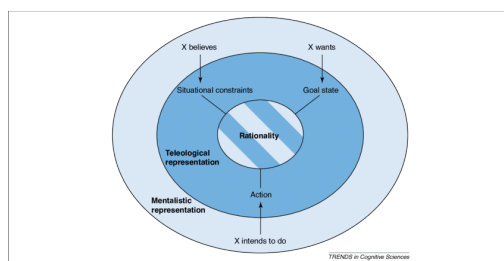 X believes
X wants
Situational constraints
Goal state
Rationality
Teleological
representation
Action
Mentalistic
representation
X intends to do
TRENDS in Cognitive Sciences